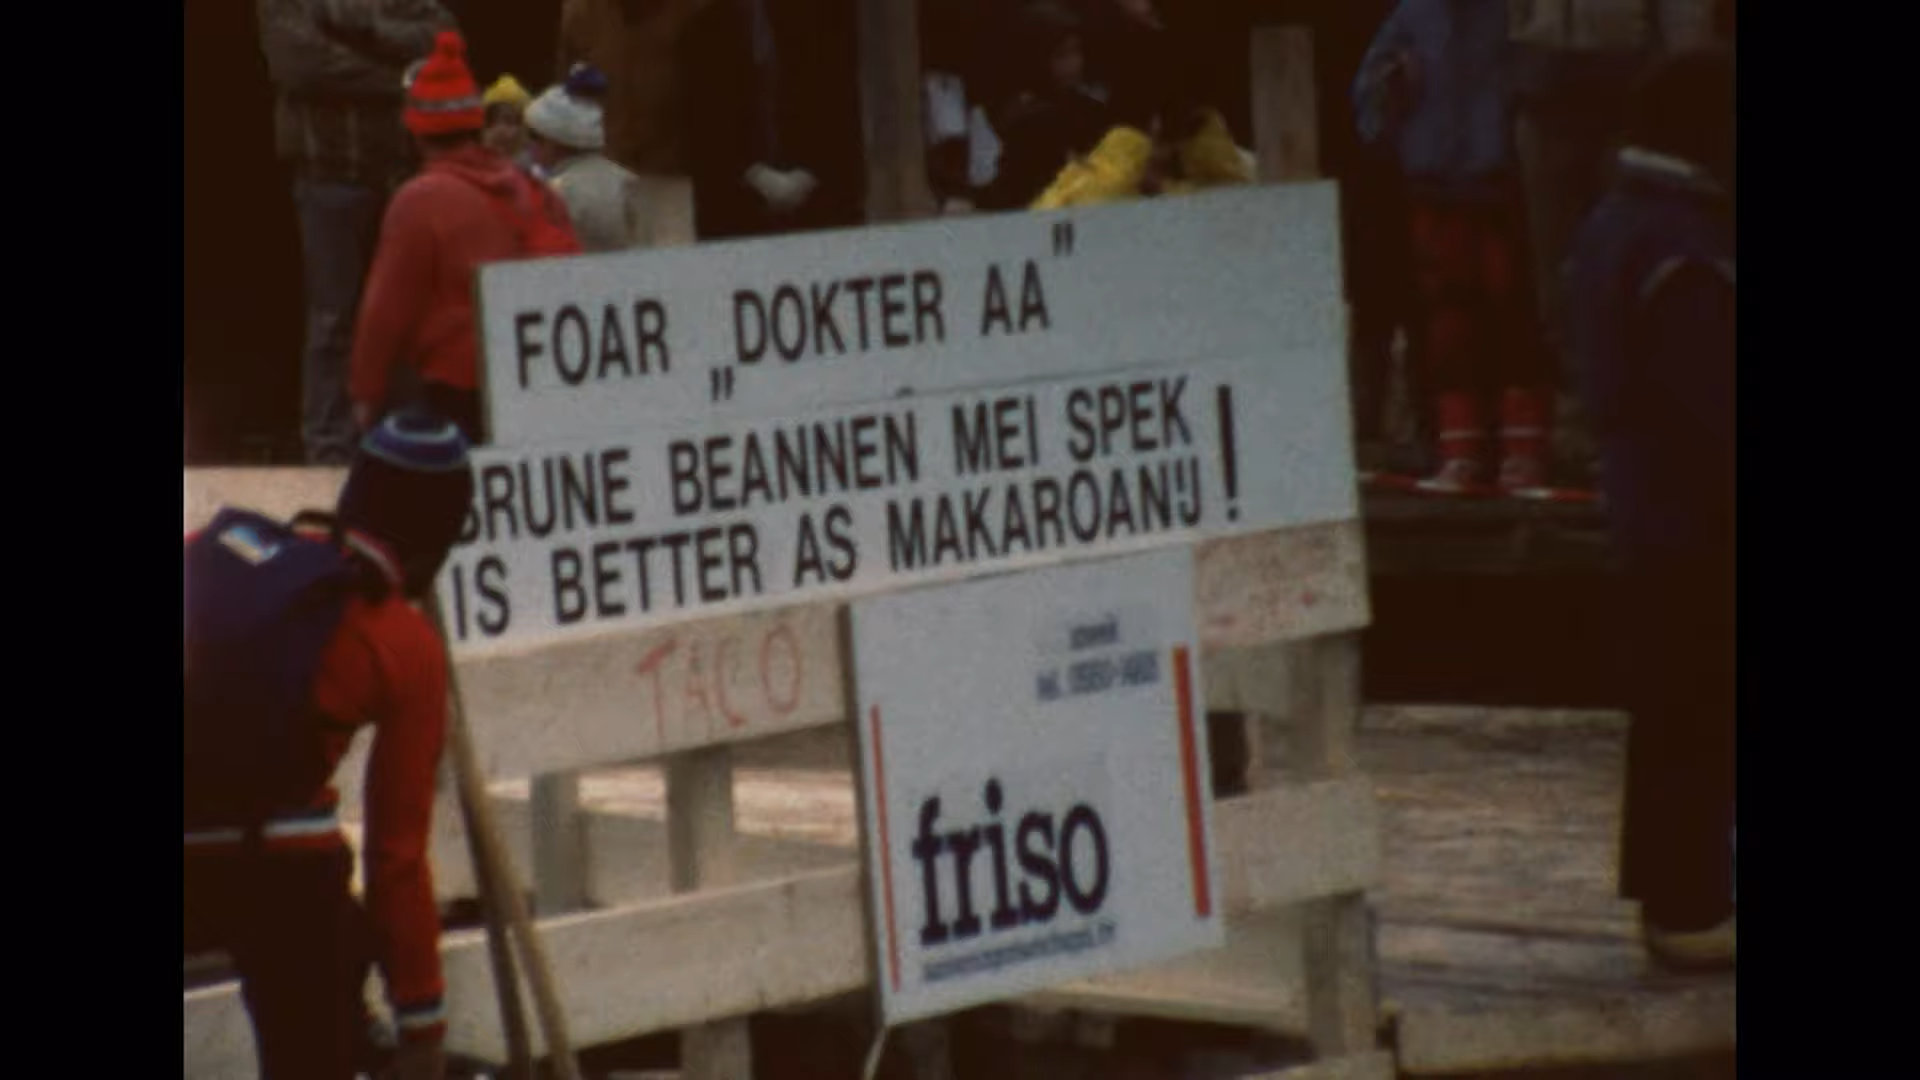 FOAR „DOKTER AA”
BRUNE BEANNEN MEI SPEK
IS BETTER AS MAKAROANIJ!
TACO
friso